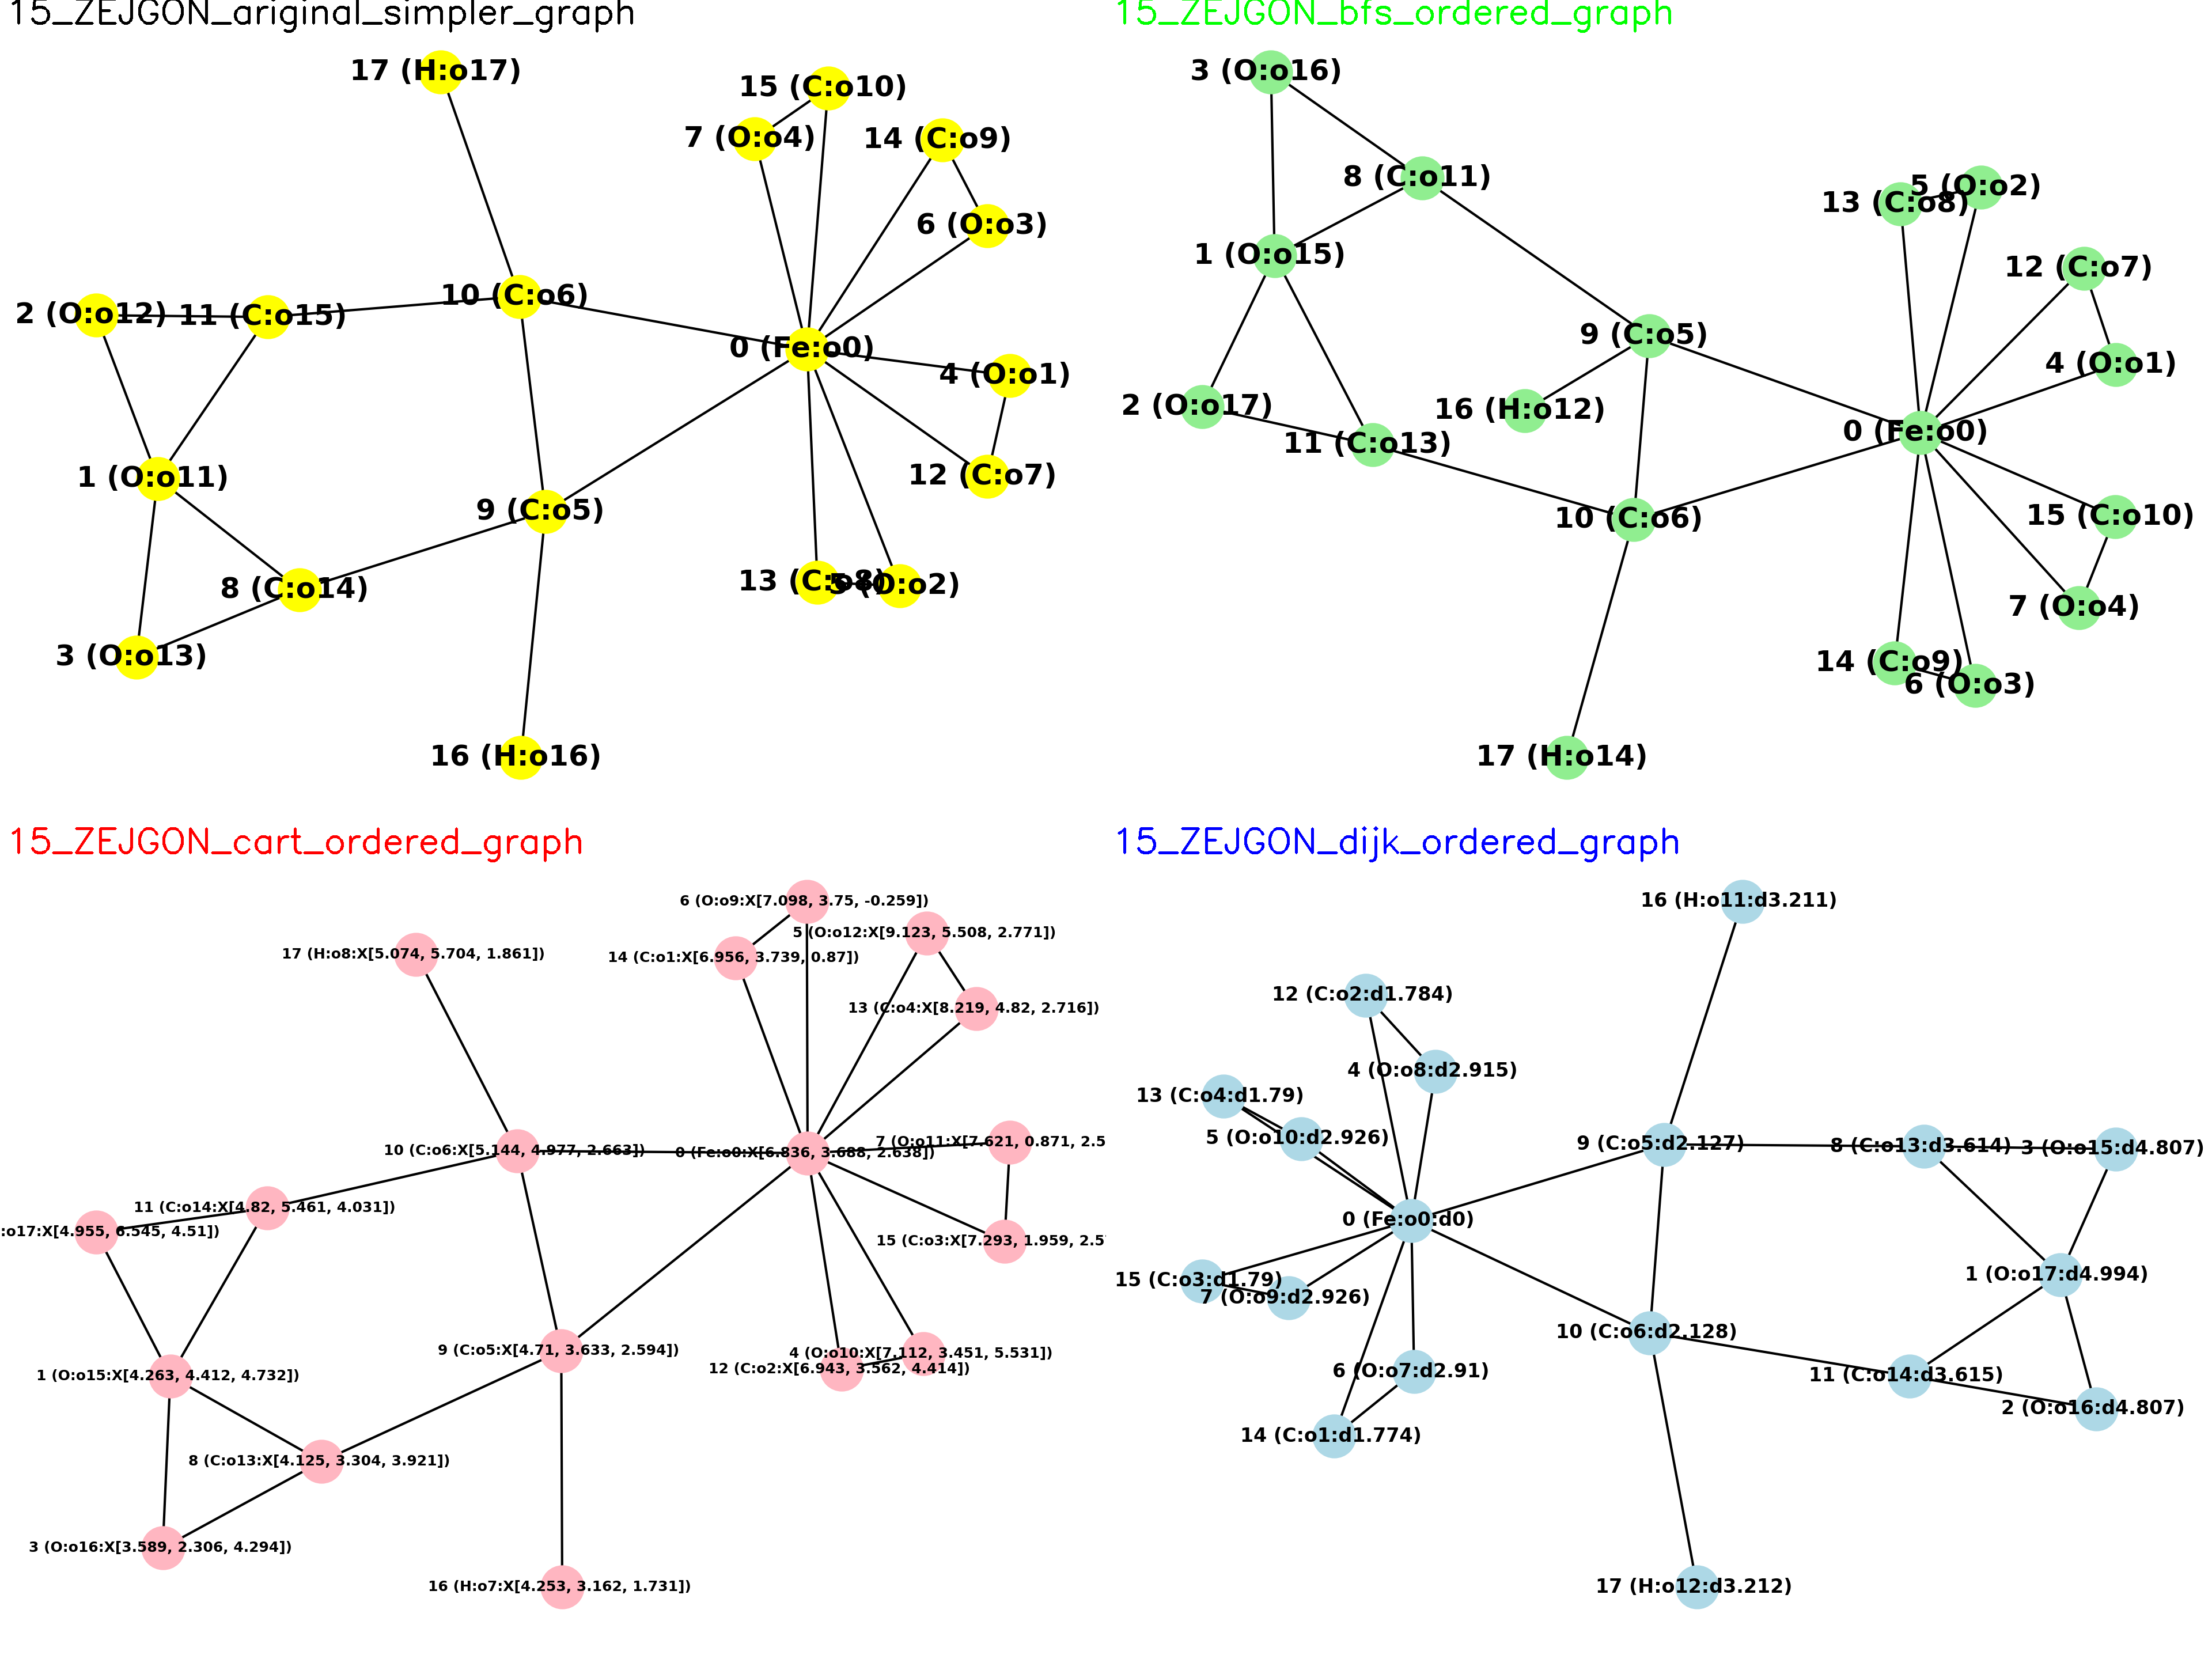 15_ZEJGON_ariginal_simpler_graph
17 (H:o17)
15 (C:o10)
7 (O:o4)
14 (C:o9)
6 (O:o3)
10 (C:o6)
2 (O:o12)
11 (C:o15)
0 (Fe:o0)
4 (O:o1)
12 (C:o7)
1 (O:o11)
9 (C:o5)
13 (C:o8)
5 (O:o2)
8 (C:o14)
3 (O:o13)
16 (H:o16)
15_ZEJGON_bfs_ordered_graph
3 (O:o16)
8 (C:o11)
13 (C:o8)
5 (O:o2)
1 (O:o15)
12 (C:o7)
9 (C:o5)
4 (O:o1)
2 (O:o17)
16 (H:o12)
11 (C:o13)
0 (Fe:o0)
10 (C:o6)
15 (C:o10)
7 (O:o4)
14 (C:o9)
6 (O:o3)
17 (H:o14)
15_ZEJGON_cart_ordered_graph
6 (O:o9:X[7.098, 3.75, -0.259])
5 (O:o12:X[9.123, 5.508, 2.771])
17 (H:o8:X[5.074, 5.704, 1.861])
14 (C:o1:X[6.956, 3.739, 0.87])
13 (C:o4:X[8.219, 4.82, 2.716])
10 (C:o6:X[5.144, 4.977, 2.663])
0 (Fe:o0:X[6.836, 3.688, 2.638])
7 (O:o11:X[7.621, 0.871, 2.5
11 (C:o14:X[4.82, 5.461, 4.031])
:o17:X[4.955, 6.545, 4.51])
15 (C:o3:X[7.293, 1.959, 2.5
9 (C:o5:X[4.71, 3.633, 2.594])
4 (O:o10:X[7.112, 3.451, 5.531])
12 (C:o2:X[6.943, 3.562, 4.414])
1 (O:o15:X[4.263, 4.412, 4.732])
8 (C:o13:X[4.125, 3.304, 3.921])
3 (O:o16:X[3.589, 2.306, 4.294])
16 (H:o7:X[4.253, 3.162, 1.731])
15_ZEJGON_dijk_ordered_graph
16 (H:o11:d3.211)
12 (C:o2:d1.784)
4 (O:o8:d2.915)
13 (C:o4:d1.79)
5 (O:o10:d2.926)
9 (C:o5:d2.127)
8 (C:o13:d3.614)
3 (O:o15:d4.807)
0 (Fe:o0:d0)
1 (O:o17:d4.994)
15 (C:o3:d1.79)
7 (O:o9:d2.926)
10 (C:o6:d2.128)
6 (O:o7:d2.91)
11 (C:o14:d3.615)
2 (O:o16:d4.807)
14 (C:o1:d1.774)
17 (H:o12:d3.212)